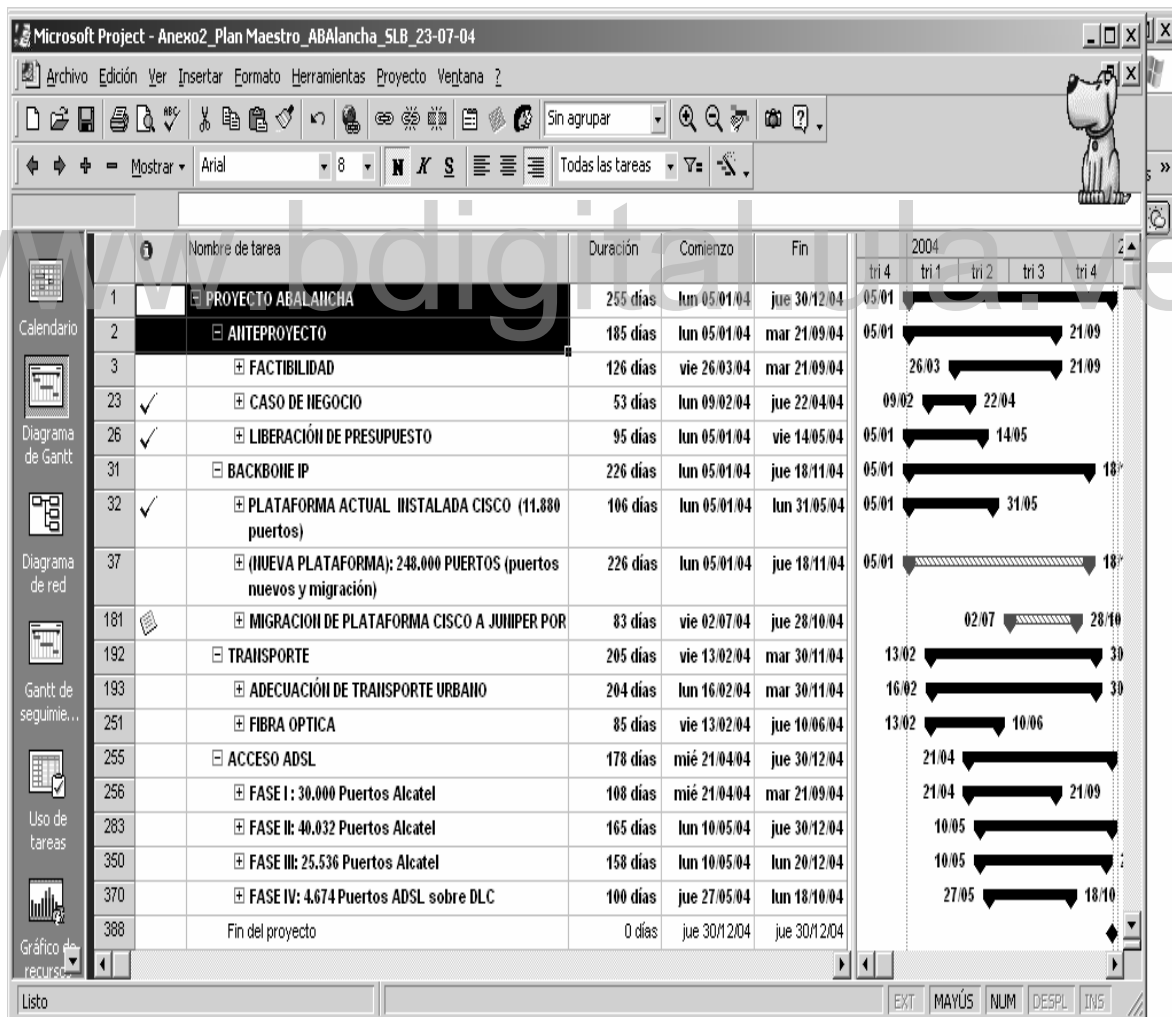 Microsoft Project - Anexo2_Plan Maestro_ABAlancha_SLB_23-07-04
Archivo Edición Ver Insertar Formato Herramientas Proyecto Ventana ?
Sin agrupar
Mostrar Arial 8 N K S Todas las tareas
www.bdigital.ula.ve
Nombre de tarea Duración Comienzo Fin 2004
tri 4 tri 1 tri 2 tri 3 tri 4
1 PROYECTO ABALANCHA 255 días lun 05/01/04 jue 30/12/04 05/01
2 ANTEPROYECTO 185 días lun 05/01/04 mar 21/09/04 05/01 21/09
3 FACTIBILIDAD 126 días vie 26/03/04 mar 21/09/04 26/03 21/09
23 CASO DE NEGOCIO 53 días lun 09/02/04 jue 22/04/04 09/02 22/04
26 LIBERACIÓN DE PRESUPUESTO 95 días lun 05/01/04 vie 14/05/04 05/01 14/05
31 BACKBONE IP 226 días lun 05/01/04 jue 18/11/04 05/01 18
32 PLATAFORMA ACTUAL INSTALADA CISCO (11.880 puertos) 106 días lun 05/01/04 lun 31/05/04 05/01 31/05
37 (NUEVA PLATAFORMA): 248.000 PUERTOS (puertos nuevos y migración) 226 días lun 05/01/04 jue 18/11/04 05/01 18
181 MIGRACION DE PLATAFORMA CISCO A JUNIPER POR 83 días vie 02/07/04 jue 28/10/04 02/07 28/10
192 TRANSPORTE 205 días vie 13/02/04 mar 30/11/04 13/02 30
193 ADECUACIÓN DE TRANSPORTE URBANO 204 días lun 16/02/04 mar 30/11/04 16/02 30
251 FIBRA OPTICA 85 días vie 13/02/04 jue 10/06/04 13/02 10/06
255 ACCESO ADSL 178 días mié 21/04/04 jue 30/12/04 21/04
256 FASE I : 30.000 Puertos Alcatel 108 días mié 21/04/04 mar 21/09/04 21/04 21/09
283 FASE II: 40.032 Puertos Alcatel 165 días lun 10/05/04 jue 30/12/04 10/05
350 FASE III: 25.536 Puertos Alcatel 158 días lun 10/05/04 lun 20/12/04 10/05
370 FASE IV: 4.674 Puertos ADSL sobre DLC 100 días jue 27/05/04 lun 18/10/04 27/05 18/10
388 Fin del proyecto 0 días jue 30/12/04 jue 30/12/04
Calendario
Diagrama de Gantt
Diagrama de red
Gantt de seguimie...
Uso de tareas
Gráfico de recursos
Listo EXT MAYÚS NUM DESPL INS